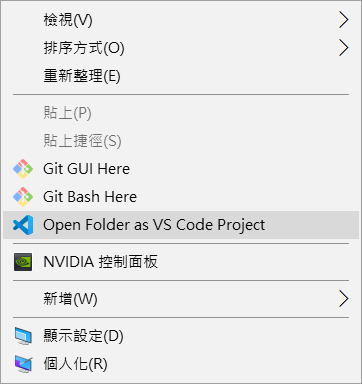 檢視(V)
排序方式(O)
重新整理(E)
貼上(P)
貼上捷徑(S)
Git GUI Here
Git Bash Here
Open Folder as VS Code Project
NVIDIA 控制面板
新增(W)
顯示設定(D)
個人化(R)